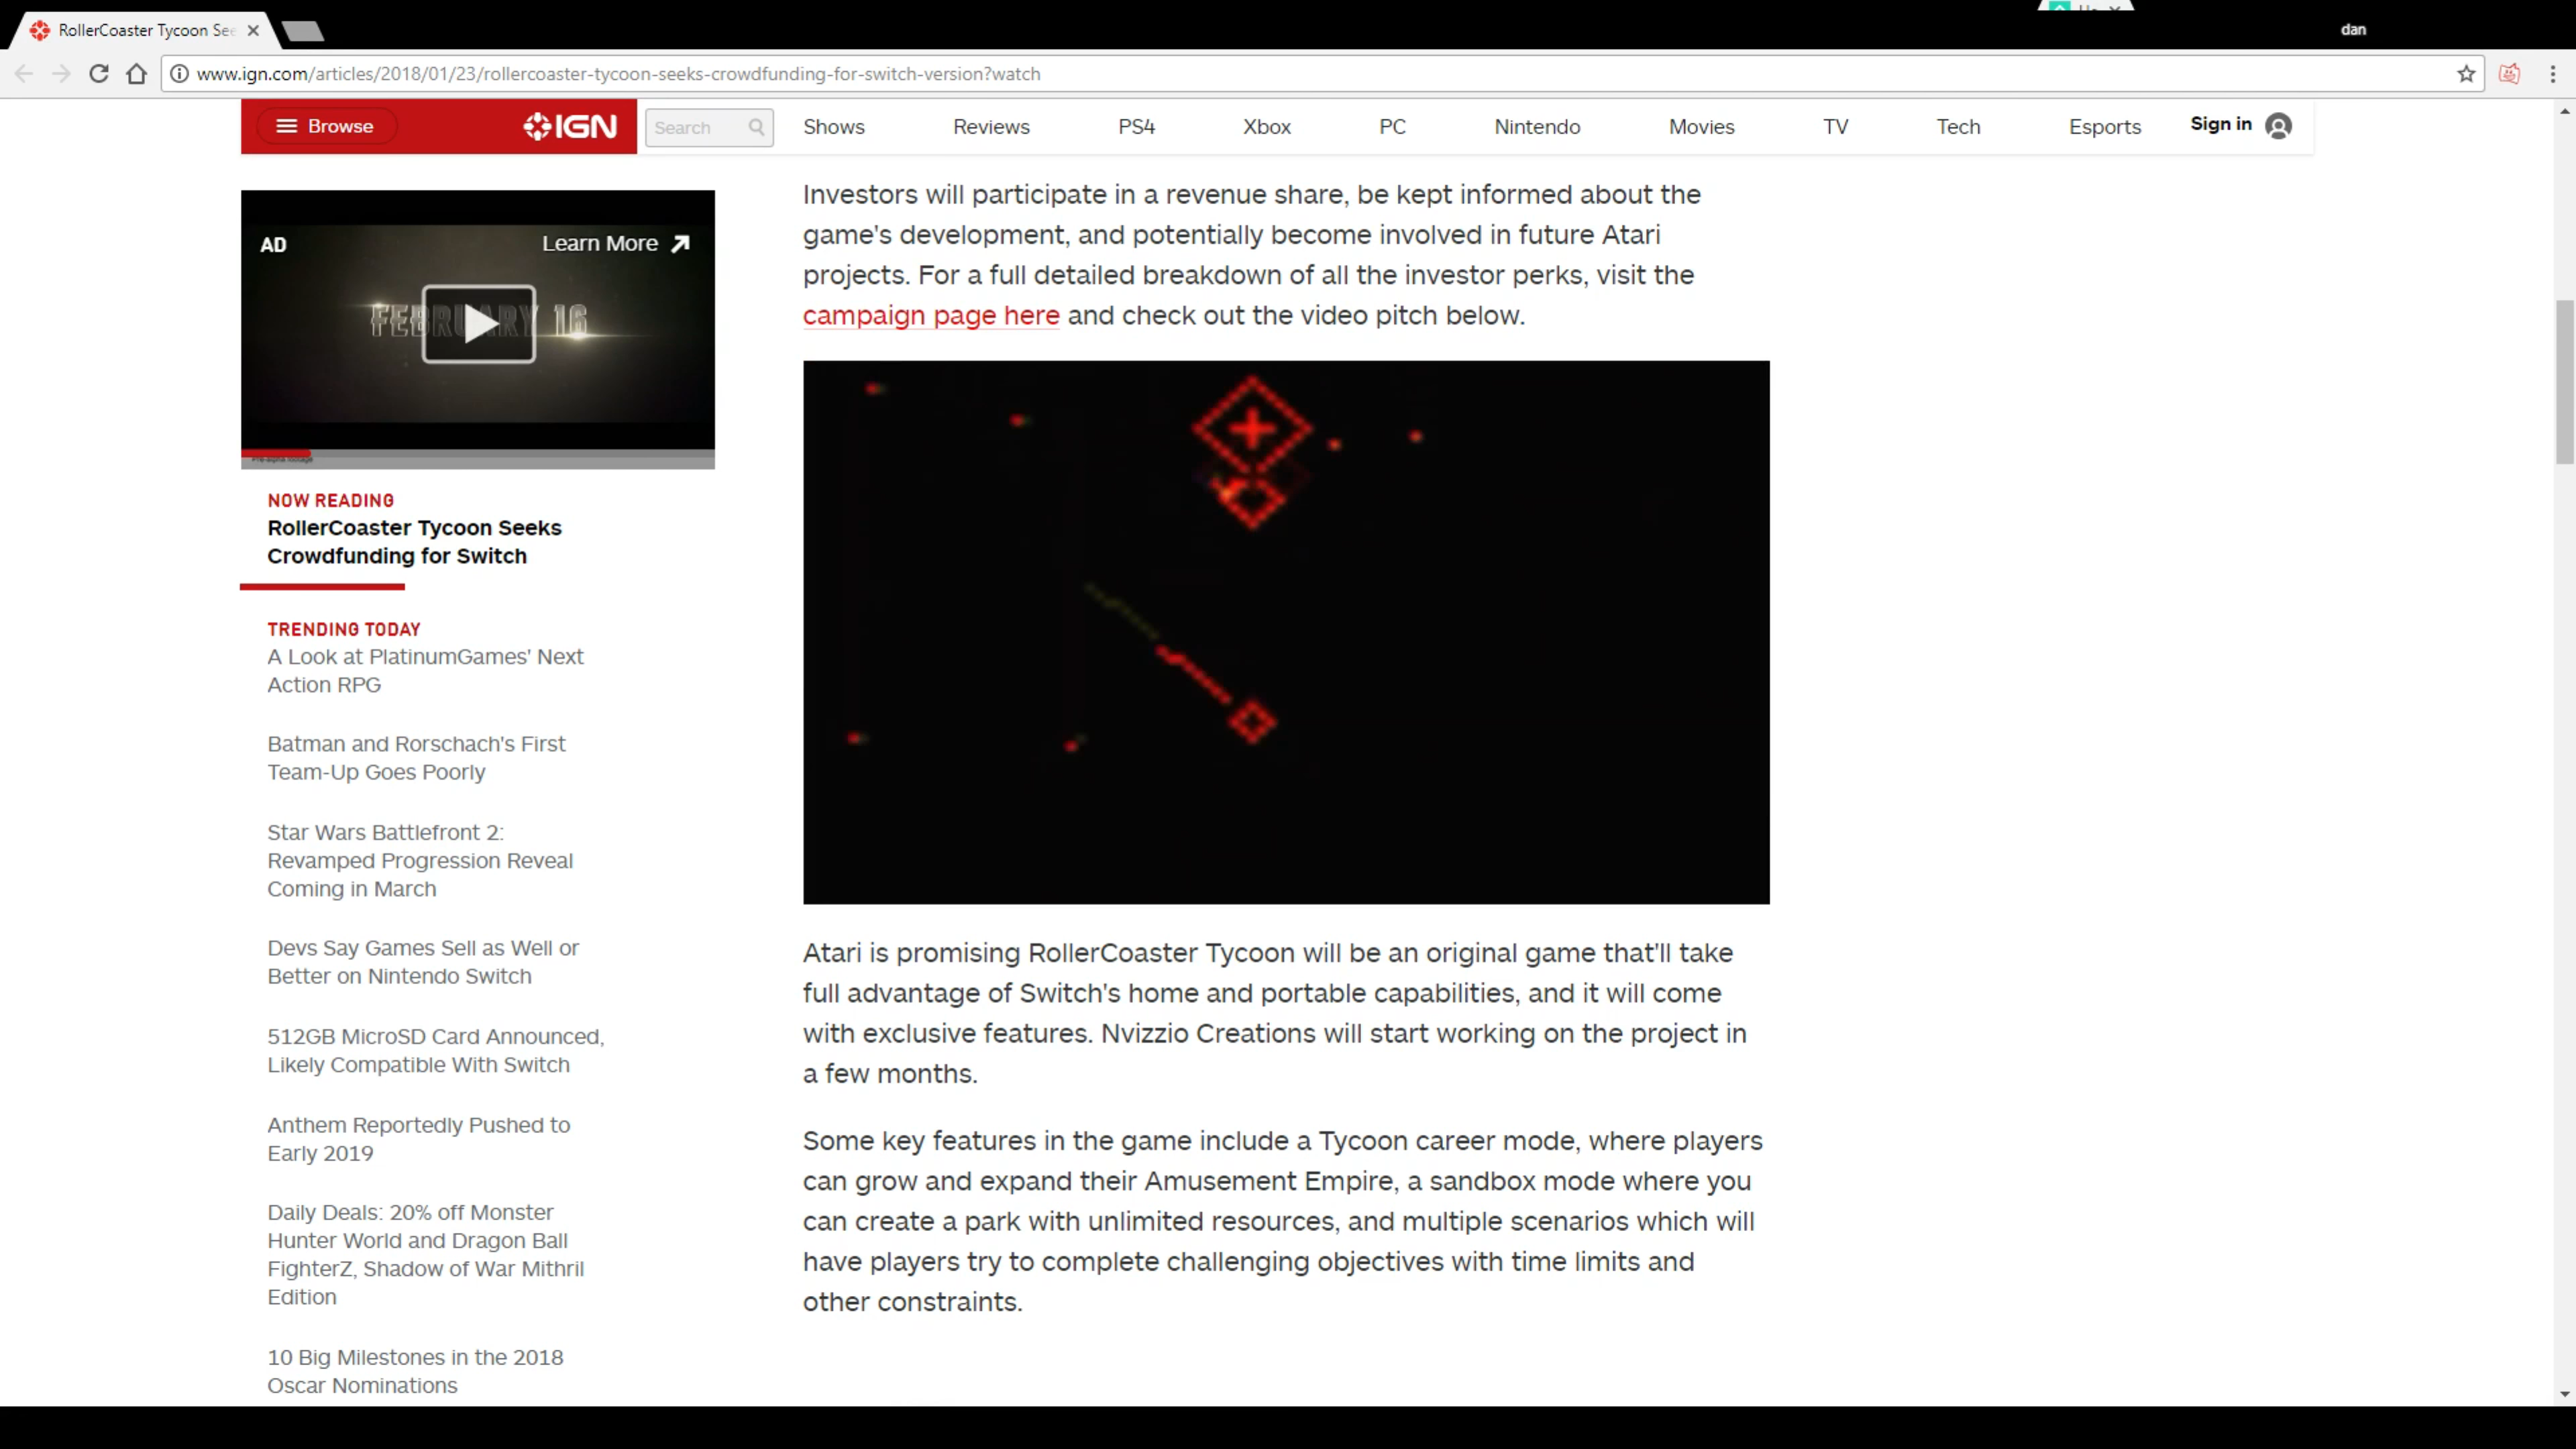 RollerCoaster Tycoon See
dan
www.ign.com/articles/2018/01/23/rollercoaster-tycoon-seeks-crowdfunding-for-switch-version?watch
Browse
IGN
Search
Shows
Reviews
PS4
Xbox
PC
Nintendo
Movies
TV
Tech
Esports
Sign in
AD
Learn More
FEBRUARY 16
Pre-alpha footage
NOW READING
RollerCoaster Tycoon Seeks
Crowdfunding for Switch
TRENDING TODAY
A Look at PlatinumGames' Next
Action RPG
Batman and Rorschach's First
Team-Up Goes Poorly
Star Wars Battlefront 2:
Revamped Progression Reveal
Coming in March
Devs Say Games Sell as Well or
Better on Nintendo Switch
512GB MicroSD Card Announced,
Likely Compatible With Switch
Anthem Reportedly Pushed to
Early 2019
Daily Deals: 20% off Monster
Hunter World and Dragon Ball
FighterZ, Shadow of War Mithril
Edition
10 Big Milestones in the 2018
Oscar Nominations
Investors will participate in a revenue share, be kept informed about the
game's development, and potentially become involved in future Atari
projects. For a full detailed breakdown of all the investor perks, visit the
campaign page here and check out the video pitch below.
Atari is promising RollerCoaster Tycoon will be an original game that'll take
full advantage of Switch's home and portable capabilities, and it will come
with exclusive features. Nvizzio Creations will start working on the project in
a few months.
Some key features in the game include a Tycoon career mode, where players
can grow and expand their Amusement Empire, a sandbox mode where you
can create a park with unlimited resources, and multiple scenarios which will
have players try to complete challenging objectives with time limits and
other constraints.